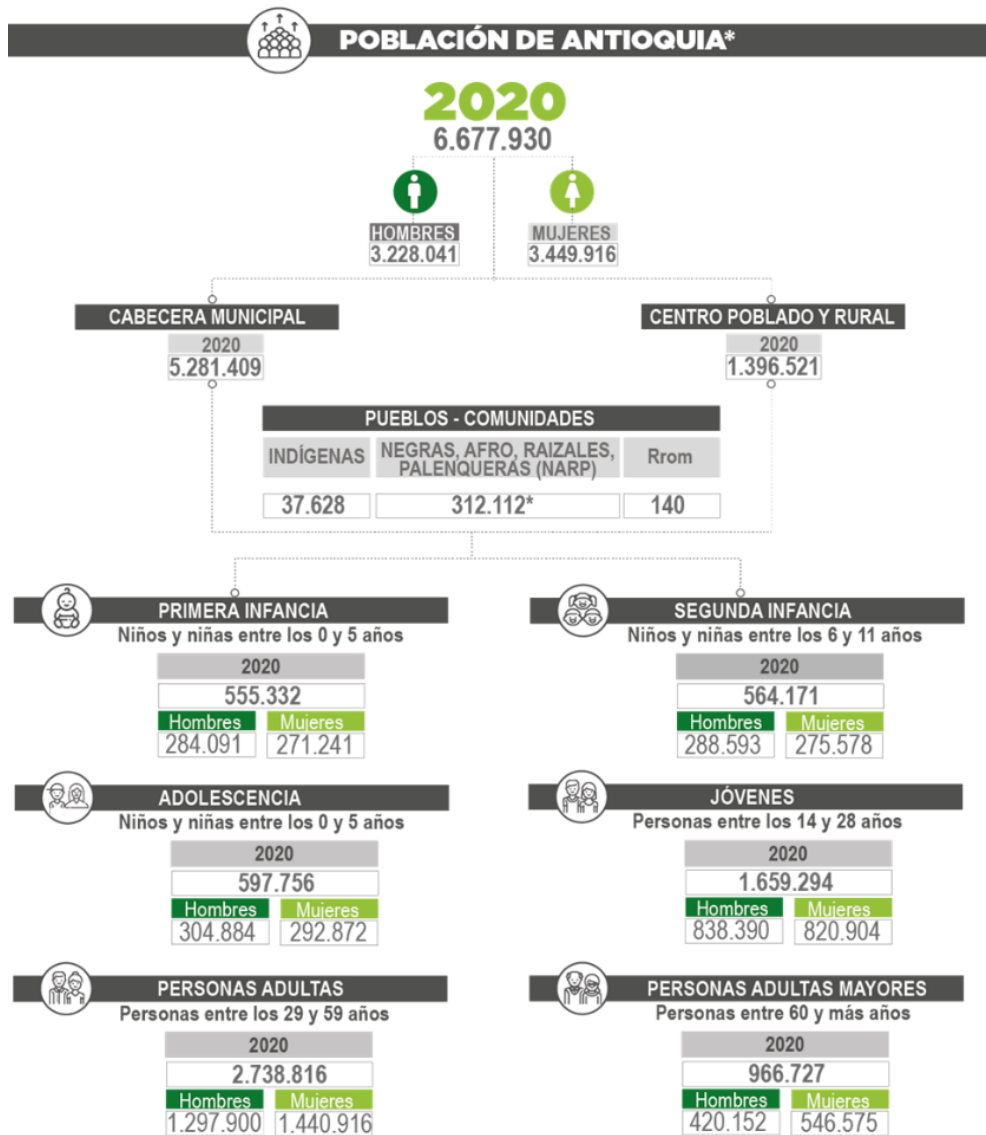 POBLACIÓN DE ANTIOQUIA*
2020
6.677.930
HOMBRES
3.228.041
MUJERES
3.449.916
CABECERA MUNICIPAL
2020
5.281.409
CENTRO POBLADO Y RURAL
2020
1.396.521
PUEBLOS - COMUNIDADES
INDÍGENAS
NEGRAS, AFRO, RAIZALES,
PALENQUERAS (NARP)
Rrom
37.628
312.112*
140
PRIMERA INFANCIA
Niños y niñas entre los 0 y 5 años
2020
555.332
Hombres
Mujeres
284.091
271.241
SEGUNDA INFANCIA
Niños y niñas entre los 6 y 11 años
2020
564.171
Hombres
Mujeres
288.593
275.578
ADOLESCENCIA
Niños y niñas entre los 0 y 5 años
2020
597.756
Hombres
Mujeres
304.884
292.872
JÓVENES
Personas entre los 14 y 28 años
2020
1.659.294
Hombres
Mujeres
838.390
820.904
PERSONAS ADULTAS
Personas entre los 29 y 59 años
2020
2.738.816
Hombres
Mujeres
1.297.900
1.440.916
PERSONAS ADULTAS MAYORES
Personas entre 60 y más años
2020
966.727
Hombres
Mujeres
420.152
546.575